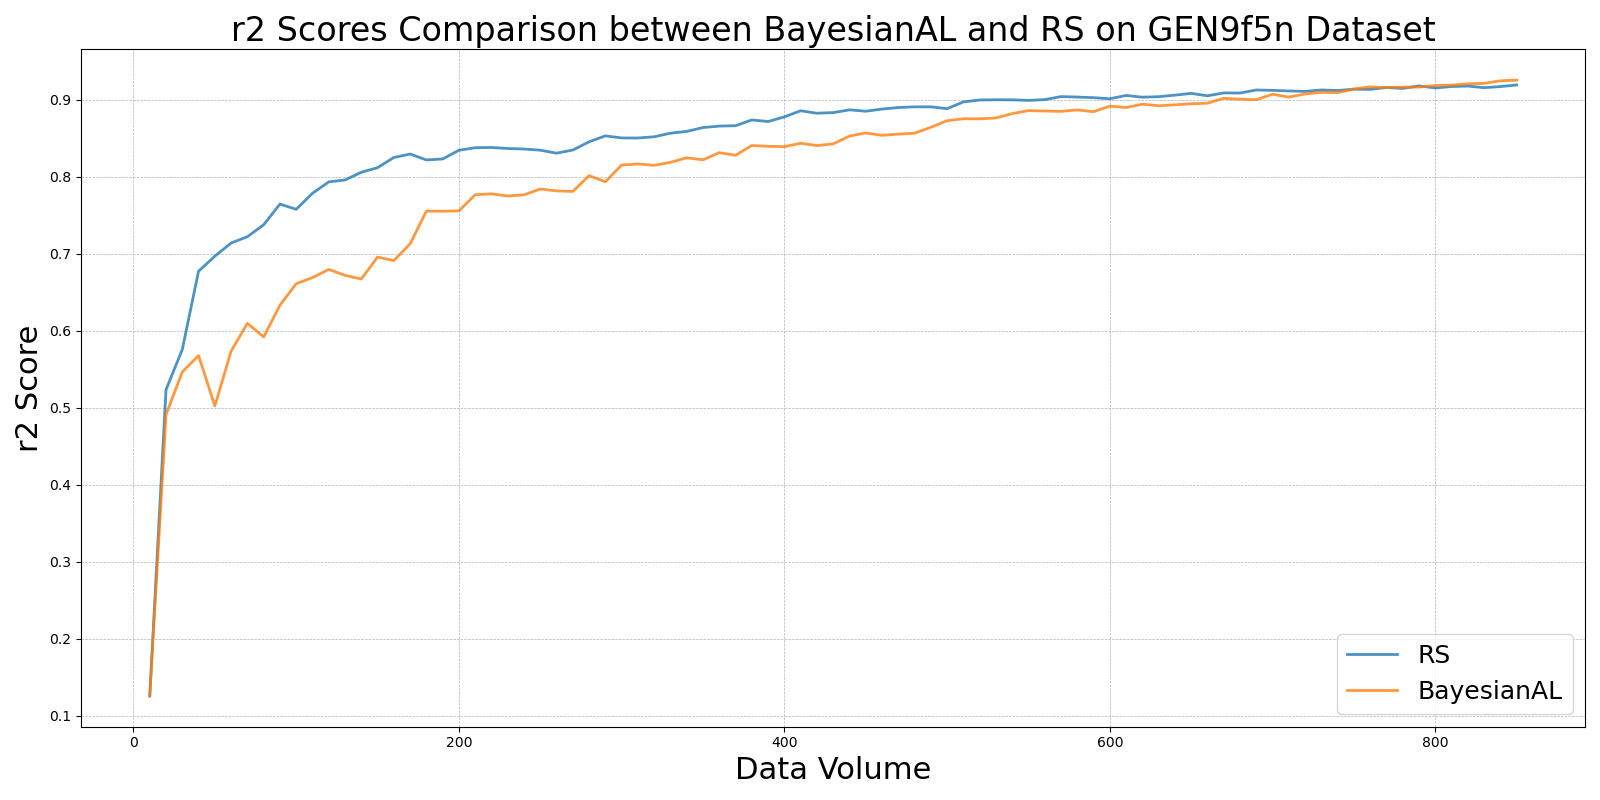 r2 Scores Comparison between BayesianAL and RS on GEN9f5n Dataset
r2 Score
0.9
0.8
0.7
0.6
0.5
0.4
0.3
0.2
0.1
0
200
400
600
800
Data Volume
RS
BayesianAL